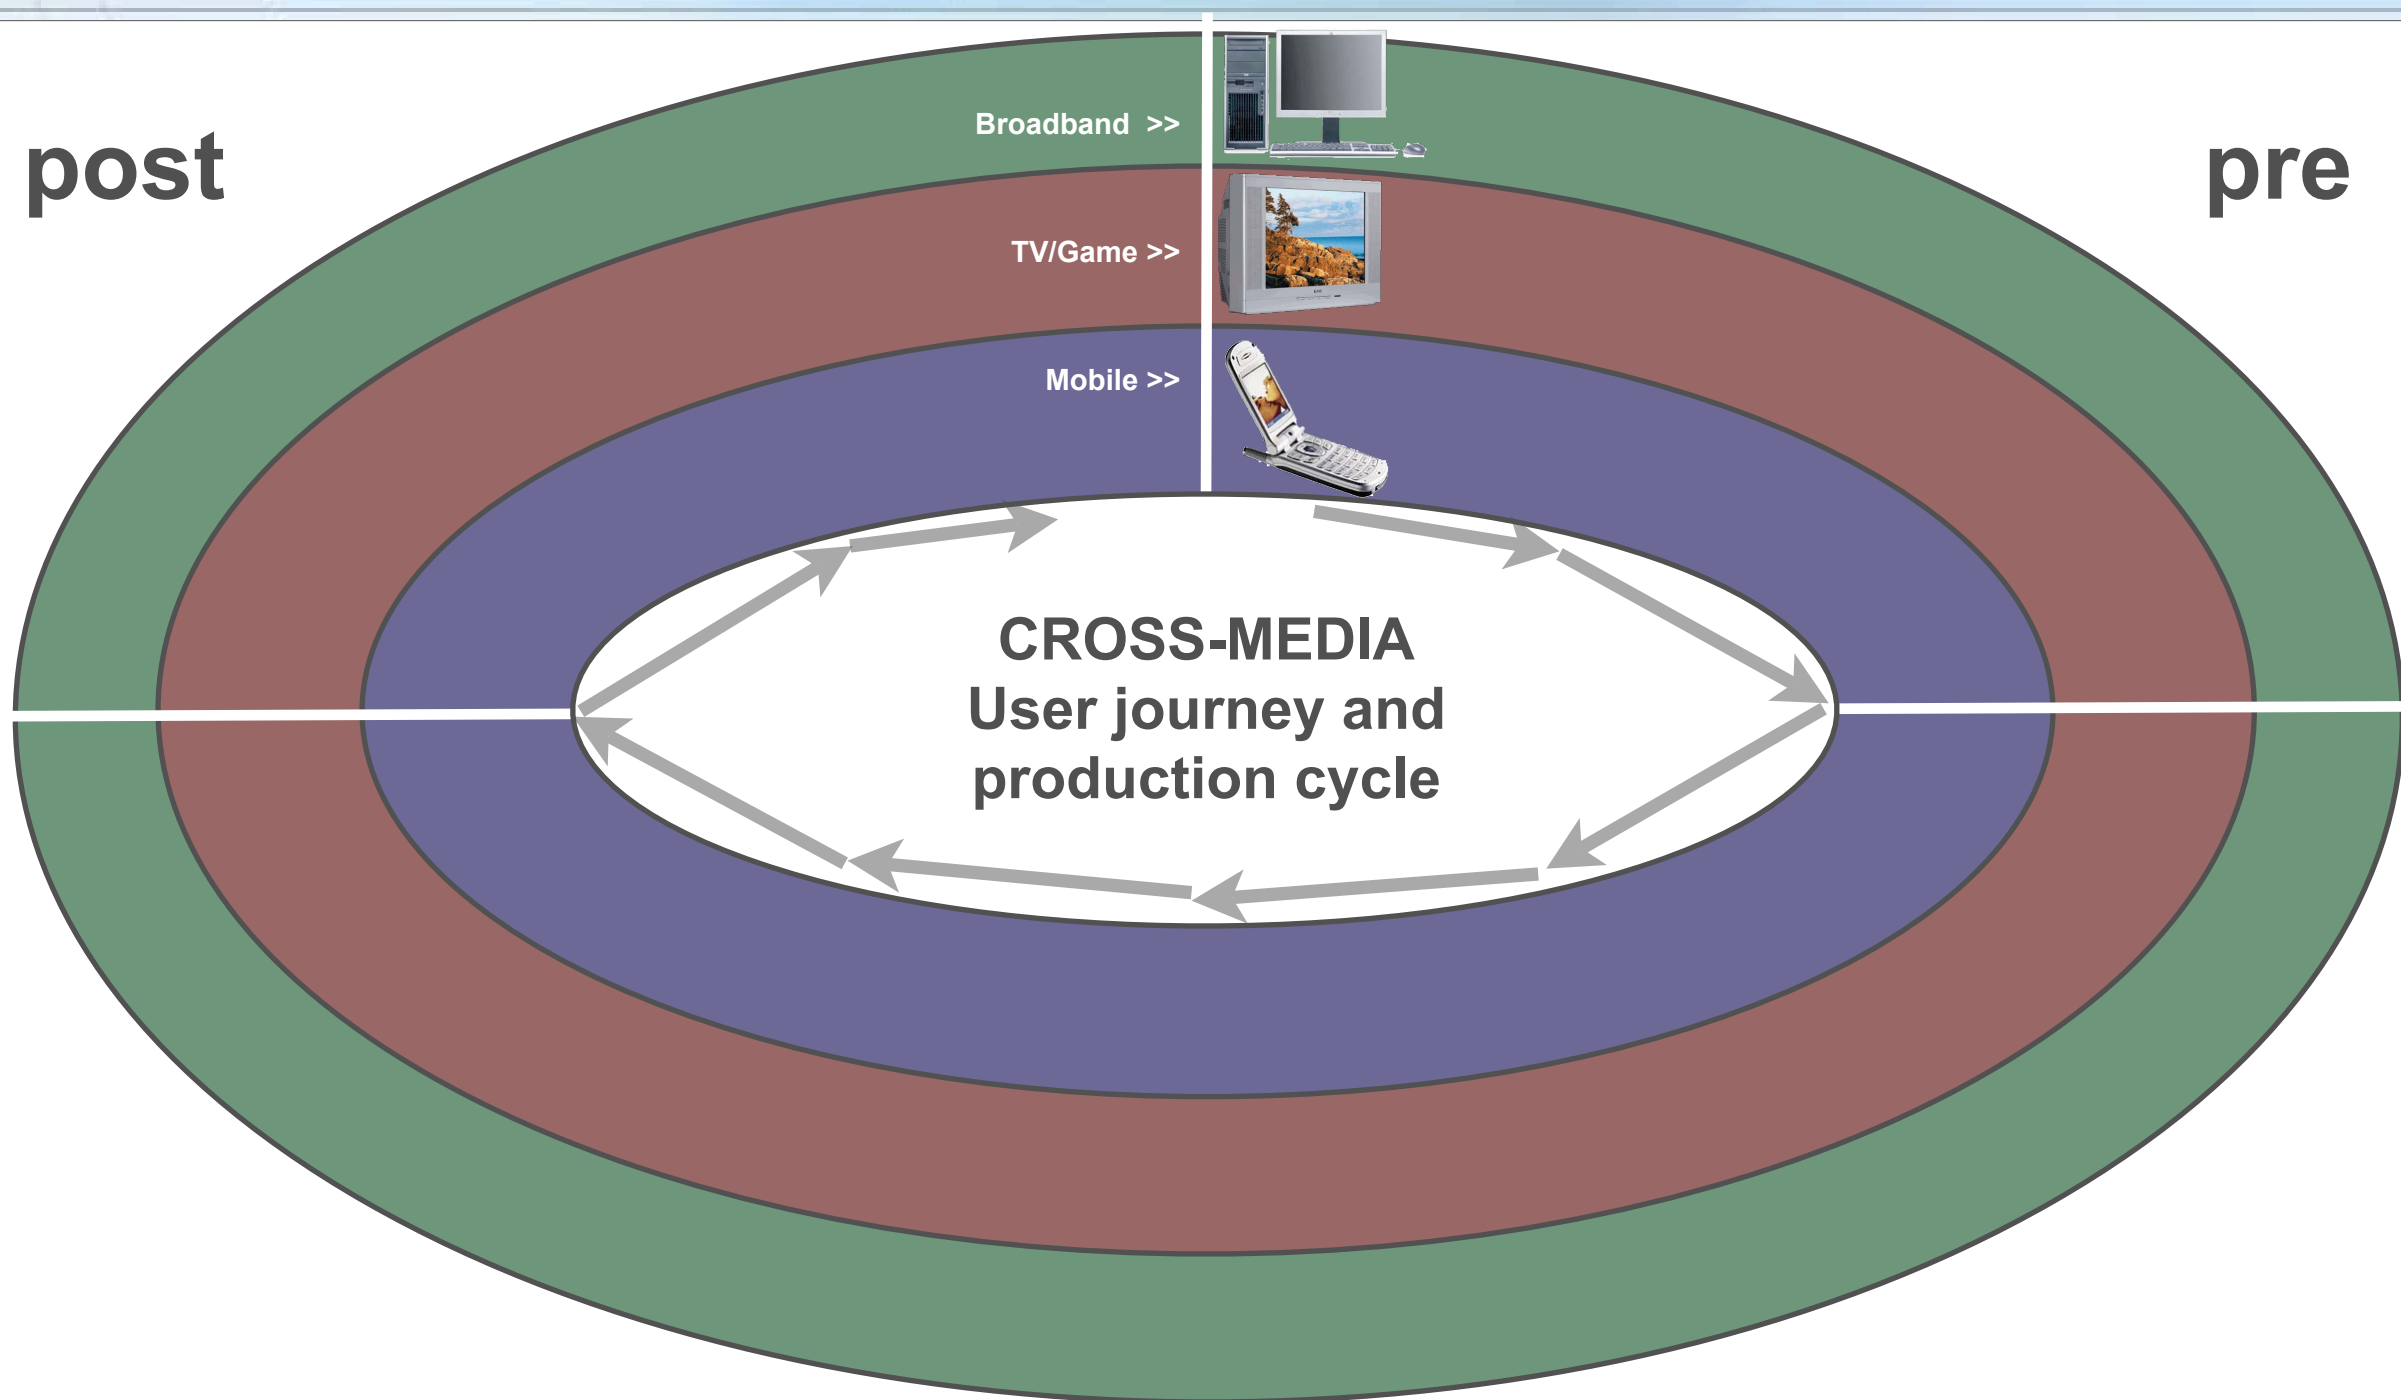 post
pre
Broadband >>
TV/Game >>
Mobile >>
CROSS-MEDIA
User journey and
production cycle